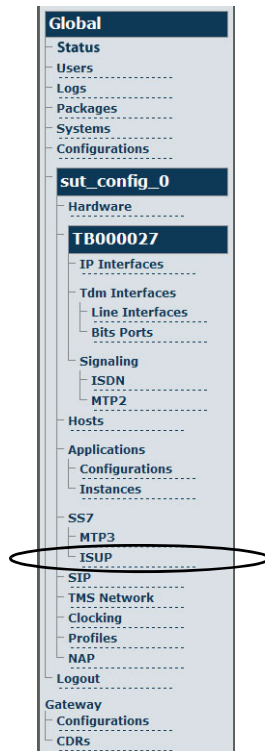 Global
Status
Users
Logs
Packages
Systems
Configurations
sut_config_0
Hardware
TB000027
IP Interfaces
Tdm Interfaces
Line Interfaces
Bits Ports
Signaling
ISDN
MTP2
Hosts
Applications
Configurations
Instances
SS7
MTP3
ISUP
SIP
TMS Network
Clocking
Profiles
NAP
Logout
Gateway
Configurations
CDRs